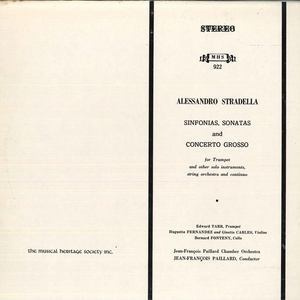 STEREO
MHS
922
ALESSANDRO STRADELLA
SINFONIAS, SONATAS
and
CONCERTO GROSSO
for Trumpet
and other solo instruments,
string orchestra and continuo
Edward TARR, Trumpet
Huguette FERNANDEZ and Ginette CARLES, Violins
Bernard FONTENY, Cello
the musical heritage society inc.
Jean-François Paillard Chamber Orchestra
JEAN-FRANÇOIS PAILLARD, Conductor